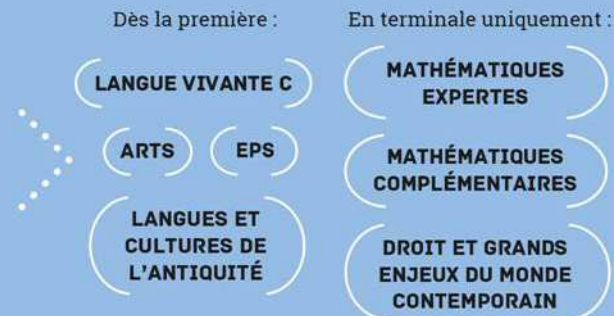 Dès la première :
LANGUE VIVANTE C
ARTS
EPS
LANGUES ET
CULTURES DE
L'ANTIQUITÉ
En terminale uniquement :
MATHÉMATIQUES
EXPERTES
MATHÉMATIQUES
COMPLÉMENTAIRES
DROIT ET GRANDS
ENJEUX DU MONDE
CONTEMPORAIN